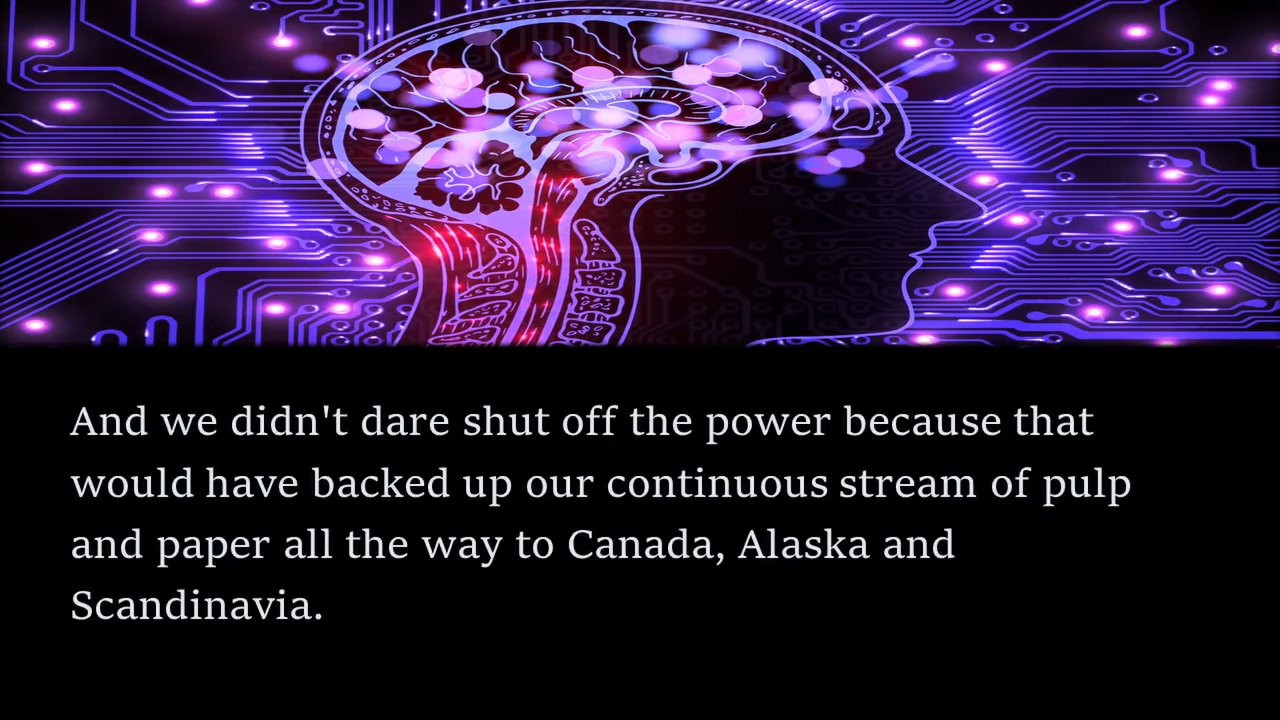 And we didn't dare shut off the power because that
would have backed up our continuous stream of pulp
and paper all the way to Canada, Alaska and
Scandinavia.